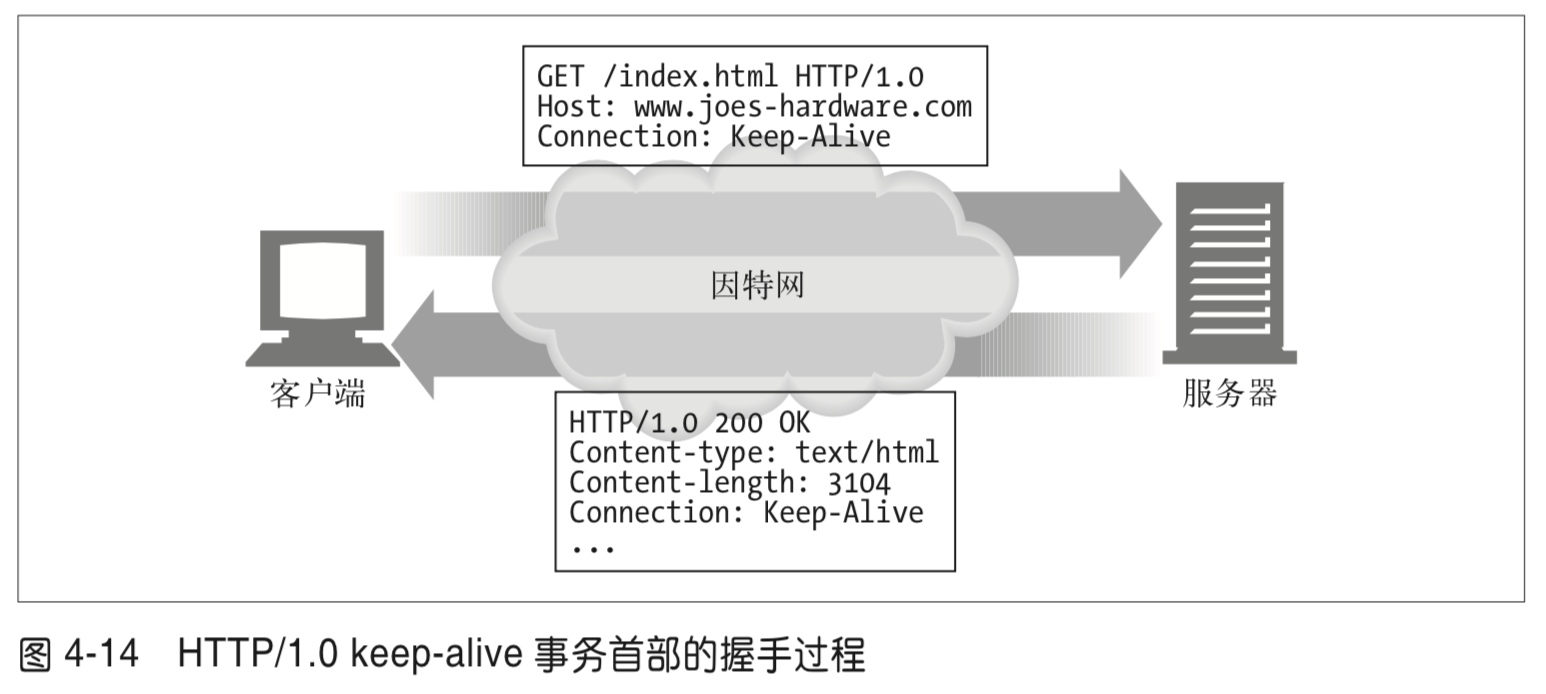 GET /index.html HTTP/1.0
Host: www.joes-hardware.com
Connection: Keep-Alive
因特网
客户端
服务器
HTTP/1.0 200 OK
Content-type: text/html
Content-length: 3104
Connection: Keep-Alive
...
图 4-14 HTTP/1.0 keep-alive 事务首部的握手过程